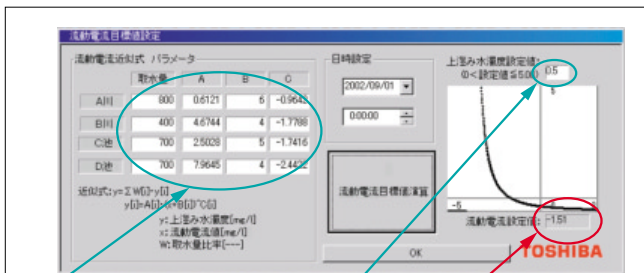 流動電流目標値設定
流動電流近似式 パラメータ
取水量 A B C
A川 800 0.6121 6 -0.9643
B川 400 4.6744 4 -1.7788
C池 700 2.5028 5 -1.7416
D池 700 7.9645 4 -2.4422
近似式:y=ΣW[i]・y[i]
y[i]=A[i]・(x+B[i])^C[i]
y:上澄み水濁度[mg/l]
x:流動電流値[me/l]
W:取水量比率[---]
日時設定
2002/09/01
0:00:00
流動電流目標値演算
上澄み水濁度設定値:
(0<設定値≦5.00) 0.5
5
-5 5
流動電流設定値: -1.51
OK
TOSHIBA